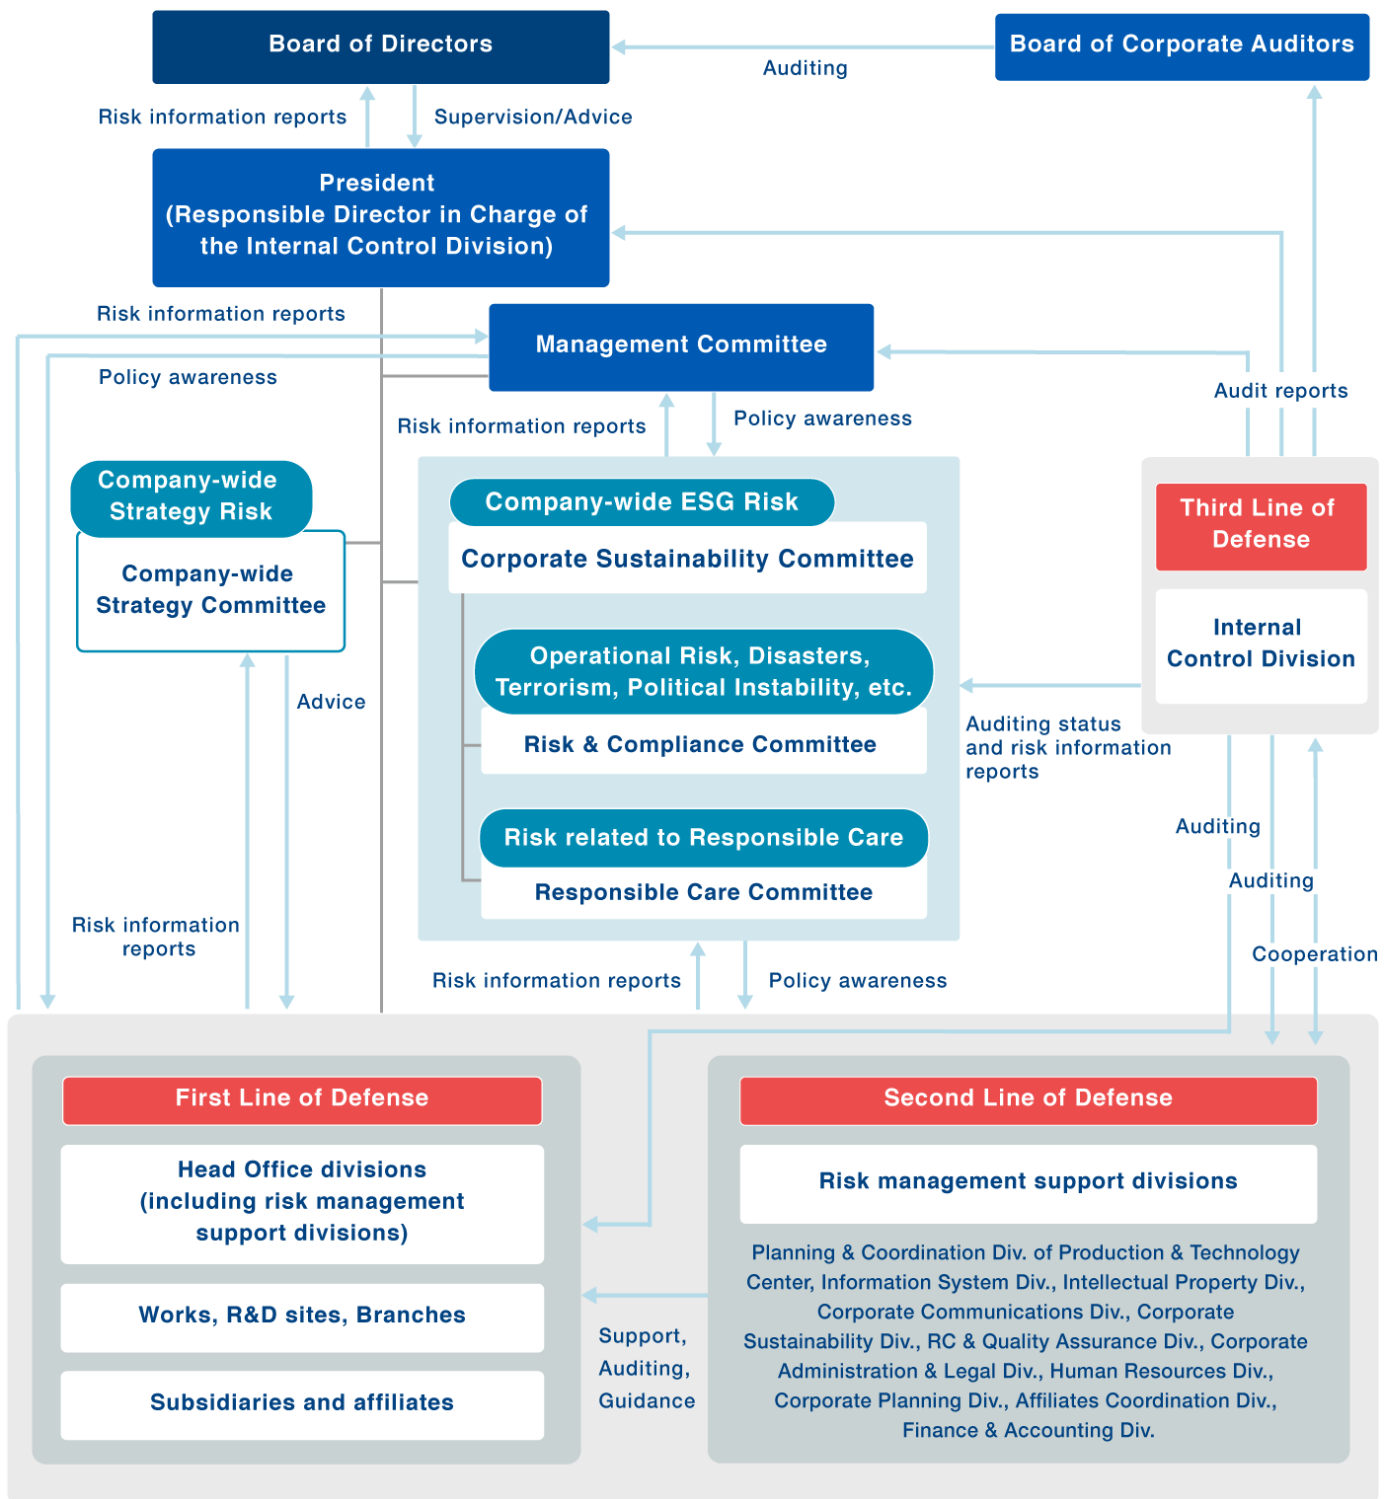 Board of Directors
Board of Corporate Auditors
Auditing
Risk information reports
Supervision/Advice
President
(Responsible Director in Charge of
the Internal Control Division)
Risk information reports
Management Committee
Policy awareness
Audit reports
Risk information reports
Policy awareness
Company-wide
Strategy Risk
Company-wide
Strategy Committee
Company-wide ESG Risk
Corporate Sustainability Committee
Operational Risk, Disasters,
Terrorism, Political Instability, etc.
Risk & Compliance Committee
Risk related to Responsible Care
Responsible Care Committee
Third Line of
Defense
Internal
Control Division
Advice
Auditing status
and risk information
reports
Auditing
Auditing
Cooperation
Risk information
reports
Risk information reports
Policy awareness
First Line of Defense
Head Office divisions
(including risk management
support divisions)
Works, R&D sites, Branches
Subsidiaries and affiliates
Support,
Auditing,
Guidance
Second Line of Defense
Risk management support divisions
Planning & Coordination Div. of Production & Technology
Center, Information System Div., Intellectual Property Div.,
Corporate Communications Div., Corporate
Sustainability Div., RC & Quality Assurance Div., Corporate
Administration & Legal Div., Human Resources Div.,
Corporate Planning Div., Affiliates Coordination Div.,
Finance & Accounting Div.